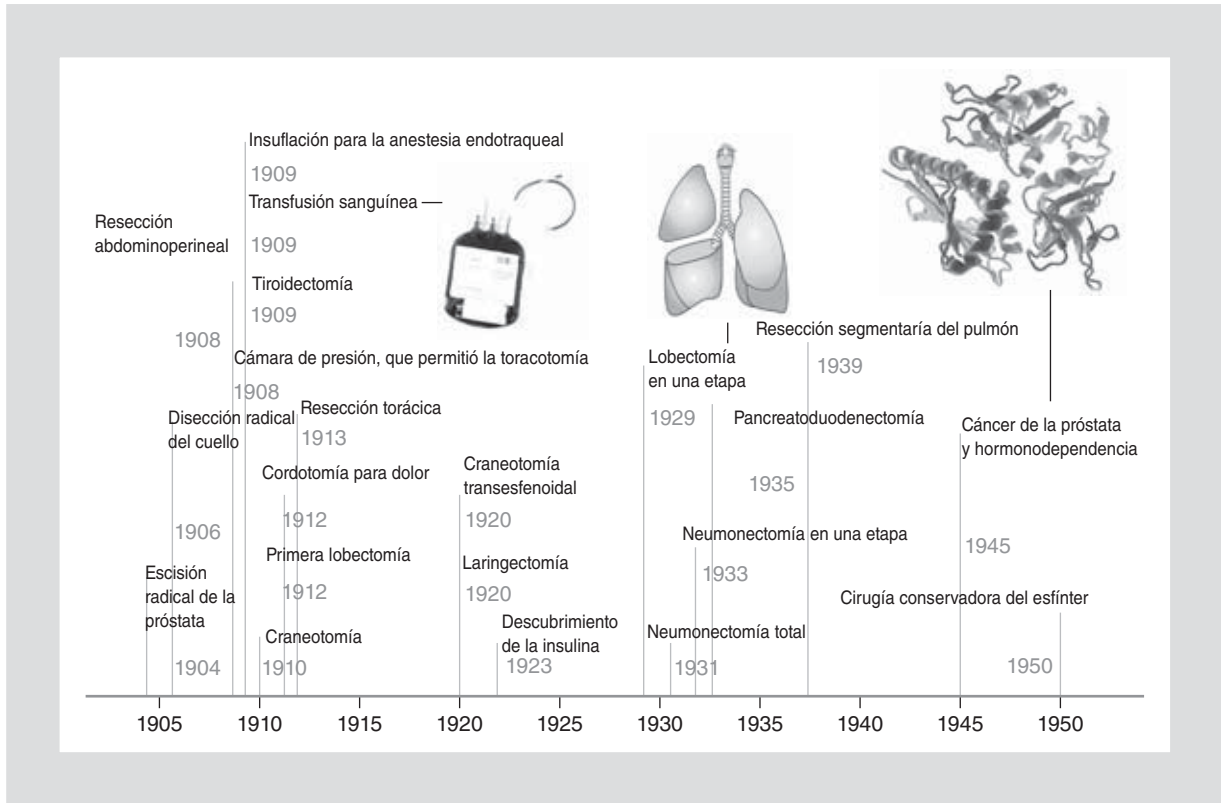 Insuflación para la anestesia endotraqueal
1909
Transfusión sanguínea
1909
Resección
abdominoperineal
1908
Tiroidectomía
1909
Cámara de presión, que permitió la toracotomía
1908
Disección radical
del cuello
1906
Resección torácica
1913
Cordotomía para dolor
1912
Primera lobectomía
1912
Escisión
radical de la
próstata
1904
Craneotomía
1910
Craneotomía
transesfenoidal
1920
Laringectomía
1920
Descubrimiento
de la insulina
1923
Lobectomía
en una etapa
1929
Resección segmentaría del pulmón
1939
Pancreatoduodenectomía
1935
Neumonectomía en una etapa
1933
Neumonectomía total
1931
Cáncer de la próstata
y hormonodependencia
1945
Cirugía conservadora del esfínter
1950
1905 1910 1915 1920 1925 1930 1935 1940 1945 1950